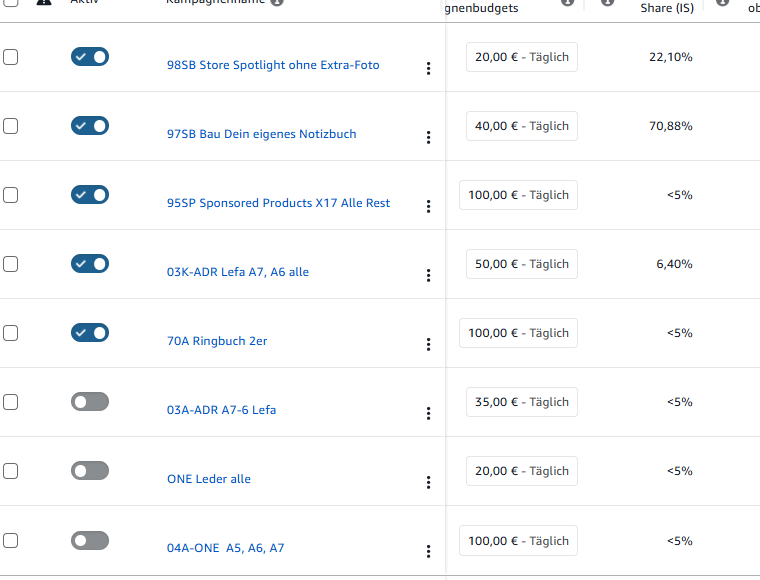 Aktiv Kampagnenname gnenbudgets Share (IS) ob
98SB Store Spotlight ohne Extra-Foto 20,00 € - Täglich 22,10%
97SB Bau Dein eigenes Notizbuch 40,00 € - Täglich 70,88%
95SP Sponsored Products X17 Alle Rest 100,00 € - Täglich <5%
03K-ADR Lefa A7, A6 alle 50,00 € - Täglich 6,40%
70A Ringbuch 2er 100,00 € - Täglich <5%
03A-ADR A7-6 Lefa 35,00 € - Täglich <5%
ONE Leder alle 20,00 € - Täglich <5%
04A-ONE  A5, A6, A7 100,00 € - Täglich <5%